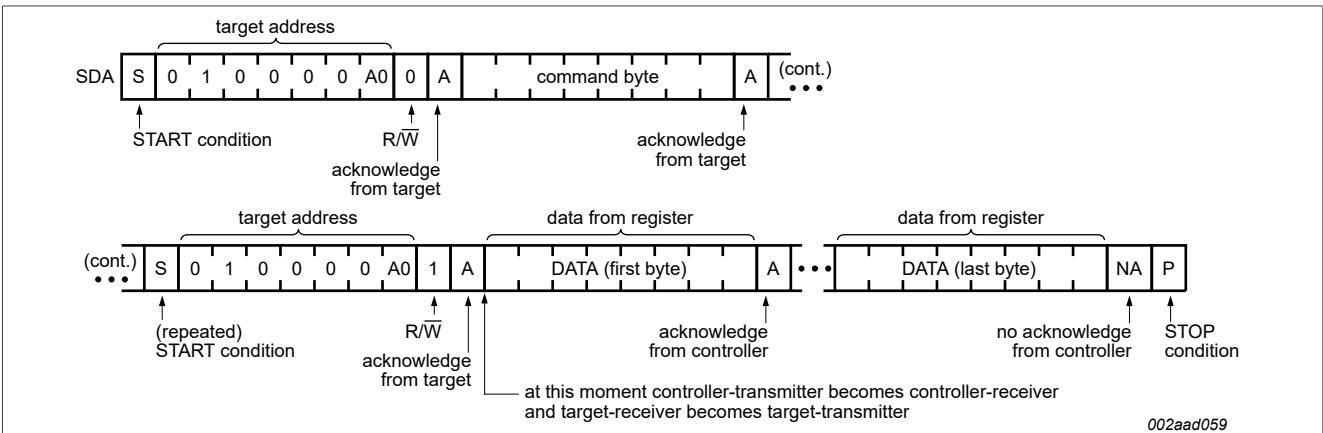 target address
SDA S 0 1 0 0 0 0 A0 0 A command byte A (cont.)
START condition
R/W̅
acknowledge
from target
acknowledge
from target
target address
data from register
data from register
(cont.) S 0 1 0 0 0 0 A0 1 A DATA (first byte) A DATA (last byte) NA P
(repeated)
START condition
R/W̅
acknowledge
from target
acknowledge
from controller
no acknowledge
from controller
STOP
condition
at this moment controller-transmitter becomes controller-receiver
and target-receiver becomes target-transmitter
002aad059